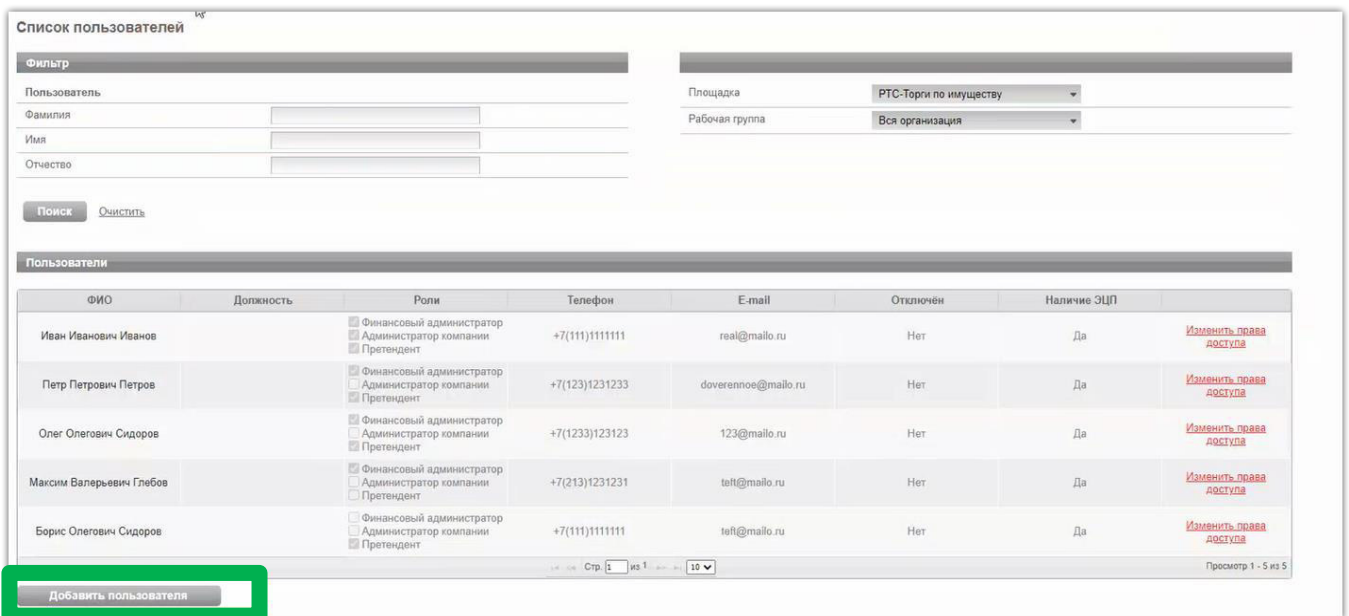 Список пользователей
Фильтр
Пользователь
Фамилия
Имя
Отчество
Площадка РТС-Торги по имуществу
Рабочая группа Вся организация
Поиск Очистить
Пользователи
ФИО Должность Роли Телефон E-mail Отключён Наличие ЭЦП
Финансовый администратор
Иван Иванович Иванов Администратор компании +7(111)1111111 real@mailo.ru Нет Да Изменить права доступа
Претендент
Финансовый администратор
Петр Петрович Петров Администратор компании +7(123)1231233 doverennoe@mailo.ru Нет Да Изменить права доступа
Претендент
Финансовый администратор
Олег Олегович Сидоров Администратор компании +7(1233)123123 123@mailo.ru Нет Да Изменить права доступа
Претендент
Финансовый администратор
Максим Валерьевич Глебов Администратор компании +7(213)1231231 teft@mailo.ru Нет Да Изменить права доступа
Претендент
Финансовый администратор
Борис Олегович Сидоров Администратор компании +7(111)1111111 teft@mailo.ru Нет Да Изменить права доступа
Претендент
Стр. 1 из 1 10 Просмотр 1 - 5 из 5
Добавить пользователя